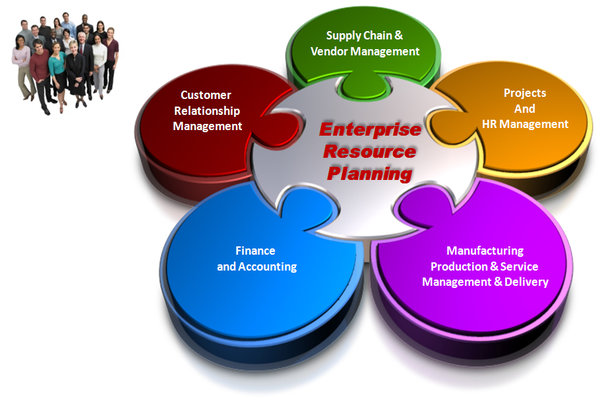 Supply Chain &
Vendor Management
Customer
Relationship
Management
Projects
And
HR Management
Enterprise
Resource
Planning
Finance
and Accounting
Manufacturing
Production & Service
Management & Delivery